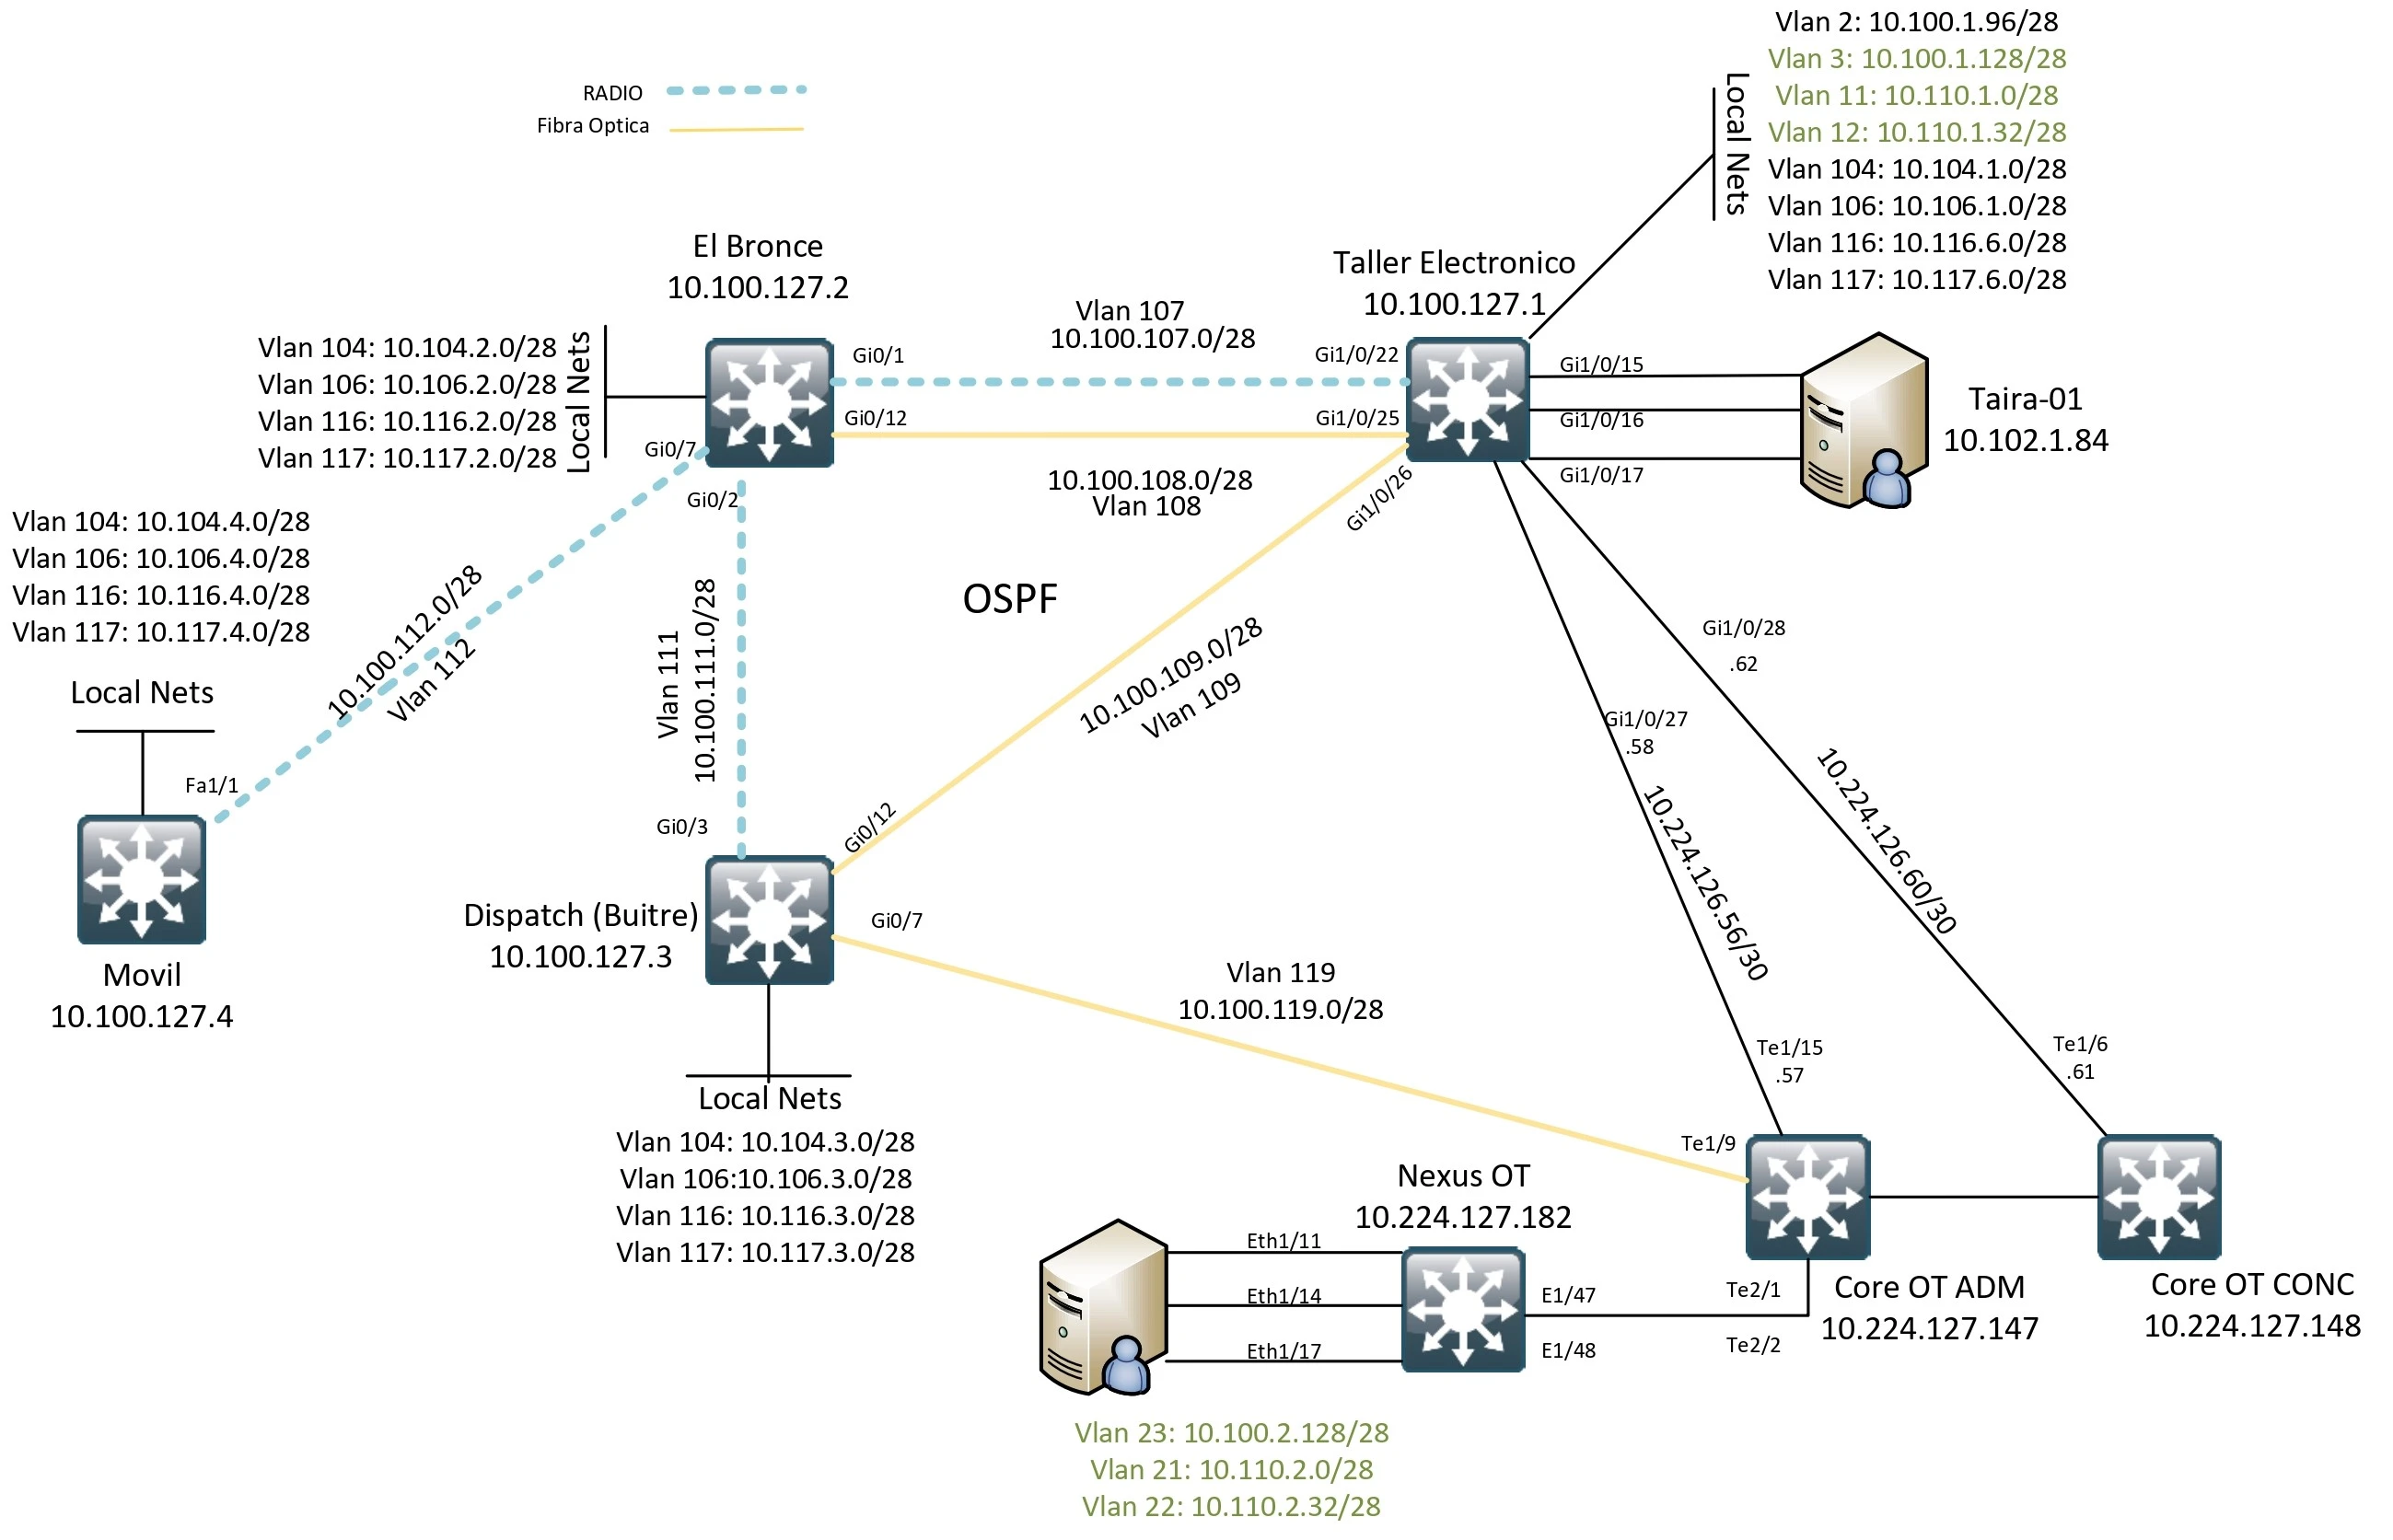 RADIO
Fibra Optica
Vlan 2: 10.100.1.96/28
Vlan 3: 10.100.1.128/28
Vlan 11: 10.110.1.0/28
Vlan 12: 10.110.1.32/28
Vlan 104: 10.104.1.0/28
Vlan 106: 10.106.1.0/28
Vlan 116: 10.116.6.0/28
Vlan 117: 10.117.6.0/28
Local Nets
El Bronce
10.100.127.2
Vlan 104: 10.104.2.0/28
Vlan 106: 10.106.2.0/28
Vlan 116: 10.116.2.0/28
Vlan 117: 10.117.2.0/28
Local Nets
Gi0/1
Gi0/12
Gi0/7
Gi0/2
Vlan 107
10.100.107.0/28
10.100.108.0/28
Vlan 108
Taller Electronico
10.100.127.1
Gi1/0/22
Gi1/0/25
Gi1/0/26
Gi1/0/15
Gi1/0/16
Gi1/0/17
Taira-01
10.102.1.84
Vlan 104: 10.104.4.0/28
Vlan 106: 10.106.4.0/28
Vlan 116: 10.116.4.0/28
Vlan 117: 10.117.4.0/28
Local Nets
10.100.112.0/28
Vlan 112
Fa1/1
Movil
10.100.127.4
Vlan 111
10.100.111.0/28
OSPF
10.100.109.0/28
Vlan 109
Gi1/0/28
.62
Gi1/0/27
.58
10.224.126.56/30
10.224.126.60/30
Gi0/3
Gi0/12
Gi0/7
Dispatch (Buitre)
10.100.127.3
Local Nets
Vlan 104: 10.104.3.0/28
Vlan 106:10.106.3.0/28
Vlan 116: 10.116.3.0/28
Vlan 117: 10.117.3.0/28
Vlan 119
10.100.119.0/28
Te1/15
.57
Te1/6
.61
Te1/9
Nexus OT
10.224.127.182
Eth1/11
Eth1/14
Eth1/17
E1/47
E1/48
Te2/1
Te2/2
Core OT ADM
10.224.127.147
Core OT CONC
10.224.127.148
Vlan 23: 10.100.2.128/28
Vlan 21: 10.110.2.0/28
Vlan 22: 10.110.2.32/28